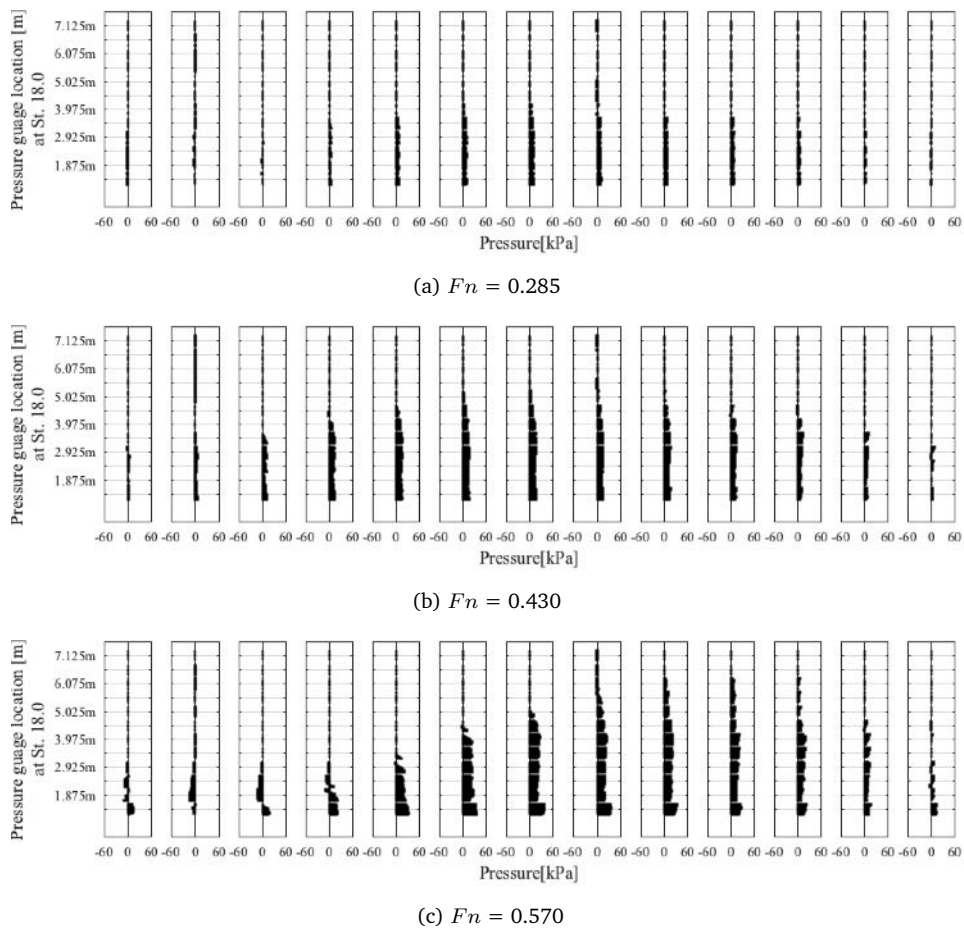 7.125m
6.075m
5.025m
3.975m
2.925m
1.875m
Pressure guage location [m]
at St. 18.0
-60 0 60 -60 0 60 -60 0 60 -60 0 60 -60 0 60 -60 0 60 -60 0 60 -60 0 60 -60 0 60 -60 0 60 -60 0 60 -60 0 60 -60 0 60
Pressure[kPa]
(a) Fn = 0.285
7.125m
6.075m
5.025m
3.975m
2.925m
1.875m
Pressure guage location [m]
at St. 18.0
-60 0 60 -60 0 60 -60 0 60 -60 0 60 -60 0 60 -60 0 60 -60 0 60 -60 0 60 -60 0 60 -60 0 60 -60 0 60 -60 0 60 -60 0 60
Pressure[kPa]
(b) Fn = 0.430
7.125m
6.075m
5.025m
3.975m
2.925m
1.875m
Pressure guage location [m]
at St. 18.0
-60 0 60 -60 0 60 -60 0 60 -60 0 60 -60 0 60 -60 0 60 -60 0 60 -60 0 60 -60 0 60 -60 0 60 -60 0 60 -60 0 60 -60 0 60
Pressure[kPa]
(c) Fn = 0.570